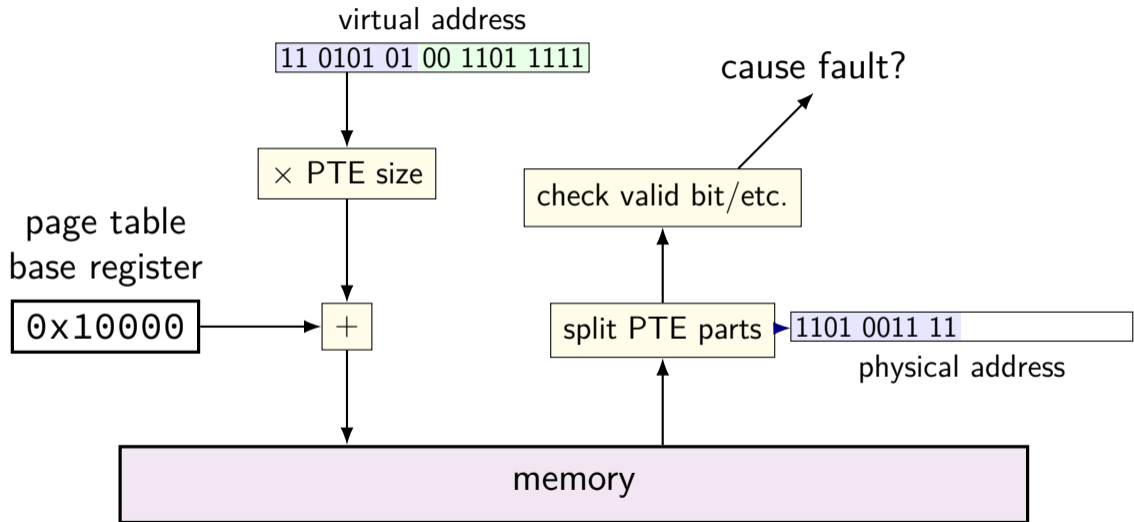 virtual address
11 0101 01 00 1101 1111
cause fault?
× PTE size
check valid bit/etc.
page table
base register
0x10000
+
split PTE parts
1101 0011 11
physical address
memory